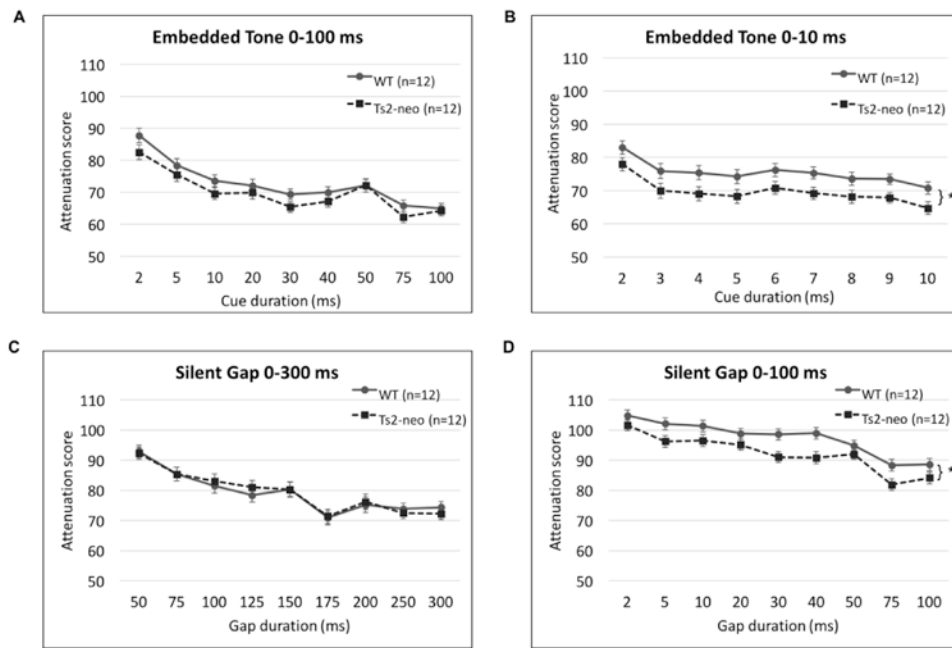 A
Embedded Tone 0-100 ms
WT (n=12)
Ts2-neo (n=12)
Attenuation score
110
100
90
80
70
60
50
2 5 10 20 30 40 50 75 100
Cue duration (ms)
B
Embedded Tone 0-10 ms
WT (n=12)
Ts2-neo (n=12)
Attenuation score
110
100
90
80
70
60
50
} *
2 3 4 5 6 7 8 9 10
Cue duration (ms)
C
Silent Gap 0-300 ms
WT (n=12)
Ts2-neo (n=12)
Attenuation score
110
100
90
80
70
60
50
50 75 100 125 150 175 200 250 300
Gap duration (ms)
D
Silent Gap 0-100 ms
WT (n=12)
Ts2-neo (n=12)
Attenuation score
110
100
90
80
70
60
50
} *
2 5 10 20 30 40 50 75 100
Gap duration (ms)